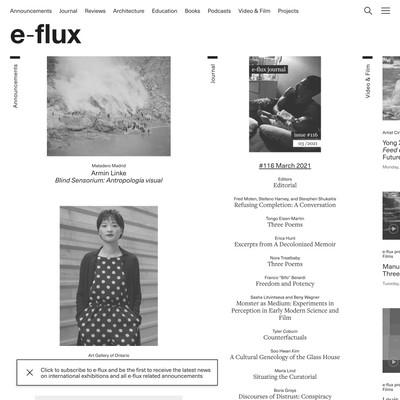 Announcements Journal Reviews Architecture Education Books Podcasts Video & Film Projects
e-flux
Announcements
Matadero Madrid
Armin Linke
Blind Sensorium: Antropología visual
Art Gallery of Ontario
Journal
e-flux journal
issue #116
03/2021
#116 March 2021
Editors
Editorial
Fred Moten, Stefano Harney, and Stevphen Shukaitis
Refusing Completion: A Conversation
Tongo Eisen-Martin
Three Poems
Erica Hunt
Excerpts from A Decolonized Memoir
Nora Treatbaby
Three Poems
Franco "Bifo" Berardi
Freedom and Potency
Sasha Litvintseva and Beny Wagner
Monster as Medium: Experiments in
Perception in Early Modern Science and
Film
Tyler Coburn
Counterfactuals
Soo Hwan Kim
A Cultural Geneology of the Glass House
Maria Lind
Situating the Curatorial
Boris Groys
Discourses of Distrust: Conspiracy
Video & Film
Artist Cin
Yong X
Feed e
Future
Monday,
e-flux pre
Films
Manu
Three
Tuesday,
e-flux pre
Films
Louis
Click to subscribe to e-flux and be the first to receive the latest news
on international exhibitions and all e-flux related announcements